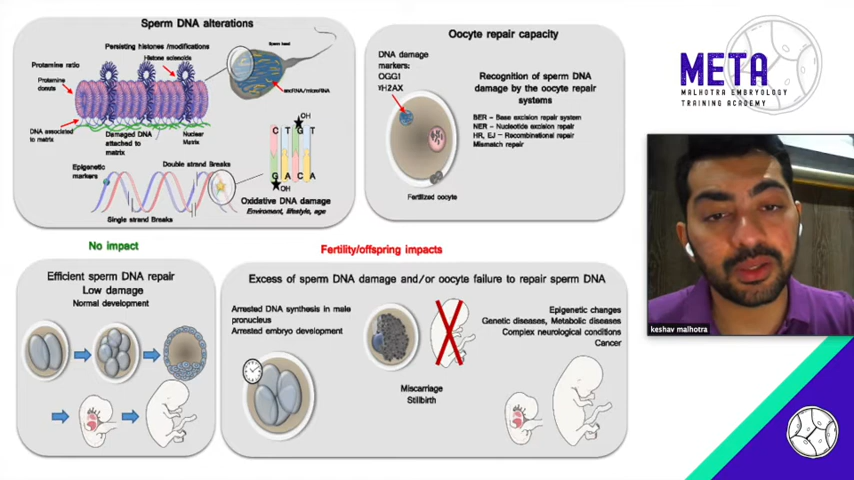 Sperm DNA alterations
Persisting histones /modifications
Sperm head
Histone solenoids
Protamine ratio
Protamine
donuts
sncRNA/microRNA
DNA associated
to matrix
Damaged DNA
attached to
matrix
Nuclear
Matrix
OH
C T G T
G A C A
OH
Epigenetic
markers
Double strand Breaks
Single strand Breaks
Oxidative DNA damage
Enviroment, lifestyle, age
Oocyte repair capacity
DNA damage
markers:
OGG1
γH2AX
Recognition of sperm DNA
damage by the oocyte repair
systems
BER – Base excision repair system
NER – Nucleotide excision repair
HR, EJ – Recombinational repair
Mismatch repair
Fertilized oocyte
META
MALHOTRA EMBRYOLOGY
TRAINING ACADEMY
keshav malhotra
No impact
Efficient sperm DNA repair
Low damage
Normal development
Fertility/offspring impacts
Excess of sperm DNA damage and/or oocyte failure to repair sperm DNA
Arrested DNA synthesis in male
pronucleus
Arrested embryo development
Miscarriage
Stillbirth
Epigenetic changes
Genetic diseases, Metabolic diseases
Complex neurological conditions
Cancer